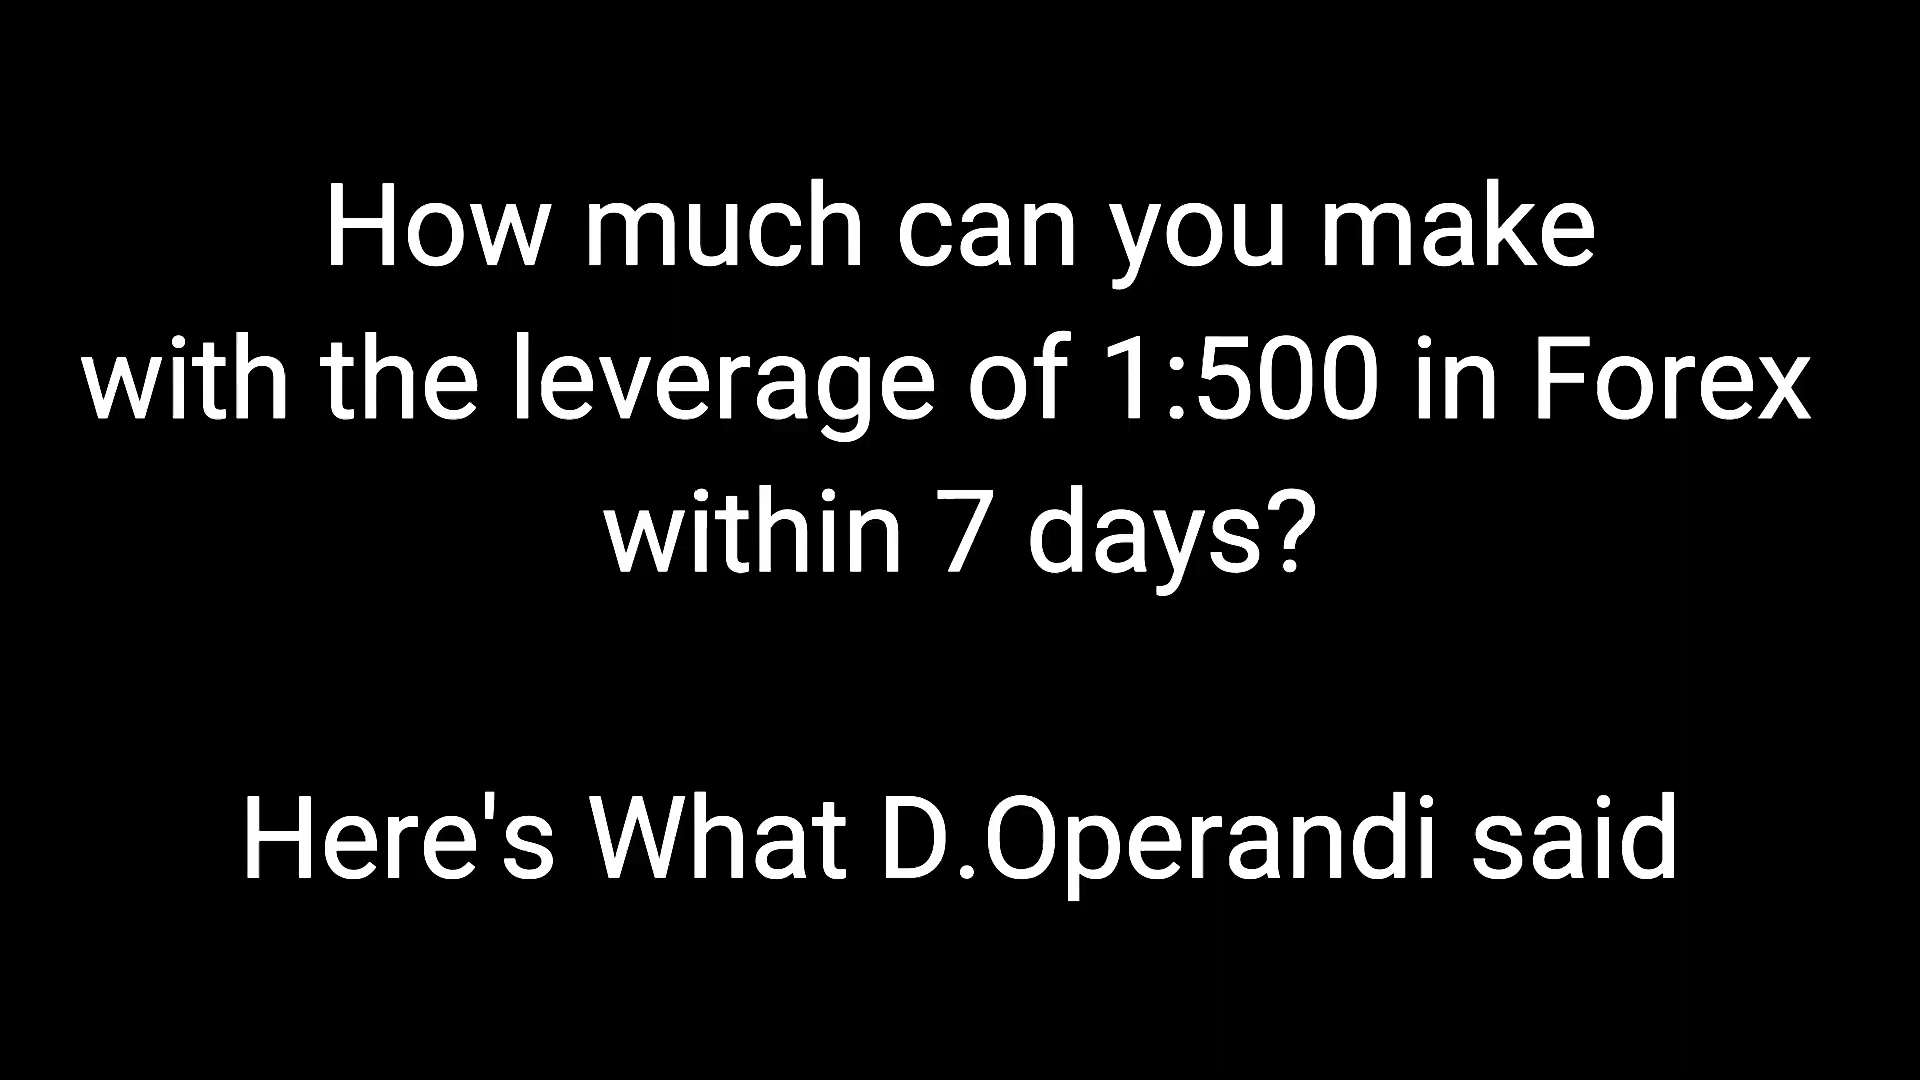 How much can you make
with the leverage of 1:500 in Forex
within 7 days?
Here's What D.Operandi said